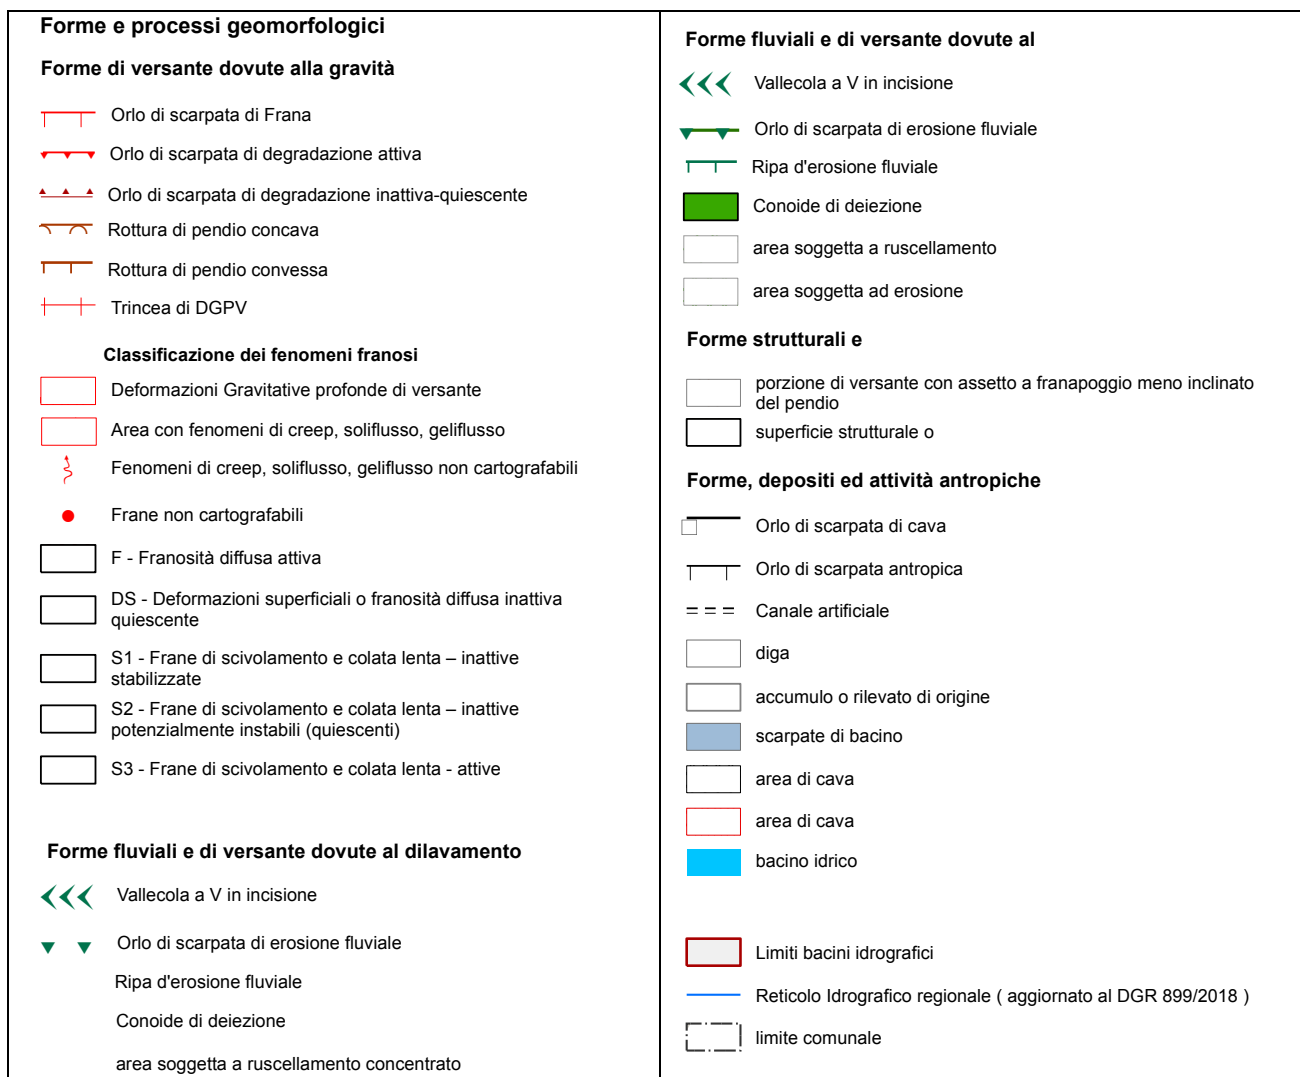 Forme e processi geomorfologici
Forme di versante dovute alla gravità
Orlo di scarpata di Frana
Orlo di scarpata di degradazione attiva
Orlo di scarpata di degradazione inattiva-quiescente
Rottura di pendio concava
Rottura di pendio convessa
Trincea di DGPV
Classificazione dei fenomeni franosi
Deformazioni Gravitative profonde di versante
Area con fenomeni di creep, soliflusso, geliflusso
Fenomeni di creep, soliflusso, geliflusso non cartografabili
Frane non cartografabili
F - Franosità diffusa attiva
DS - Deformazioni superficiali o franosità diffusa inattiva
quiescente
S1 - Frane di scivolamento e colata lenta – inattive
stabilizzate
S2 - Frane di scivolamento e colata lenta – inattive
potenzialmente instabili (quiescenti)
S3 - Frane di scivolamento e colata lenta - attive
Forme fluviali e di versante dovute al dilavamento
Vallecola a V in incisione
Orlo di scarpata di erosione fluviale
Ripa d'erosione fluviale
Conoide di deiezione
area soggetta a ruscellamento concentrato
Forme fluviali e di versante dovute al
Vallecola a V in incisione
Orlo di scarpata di erosione fluviale
Ripa d'erosione fluviale
Conoide di deiezione
area soggetta a ruscellamento
area soggetta ad erosione
Forme strutturali e
porzione di versante con assetto a franapoggio meno inclinato
del pendio
superficie strutturale o
Forme, depositi ed attività antropiche
Orlo di scarpata di cava
Orlo di scarpata antropica
Canale artificiale
diga
accumulo o rilevato di origine
scarpate di bacino
area di cava
area di cava
bacino idrico
Limiti bacini idrografici
Reticolo Idrografico regionale ( aggiornato al DGR 899/2018 )
limite comunale